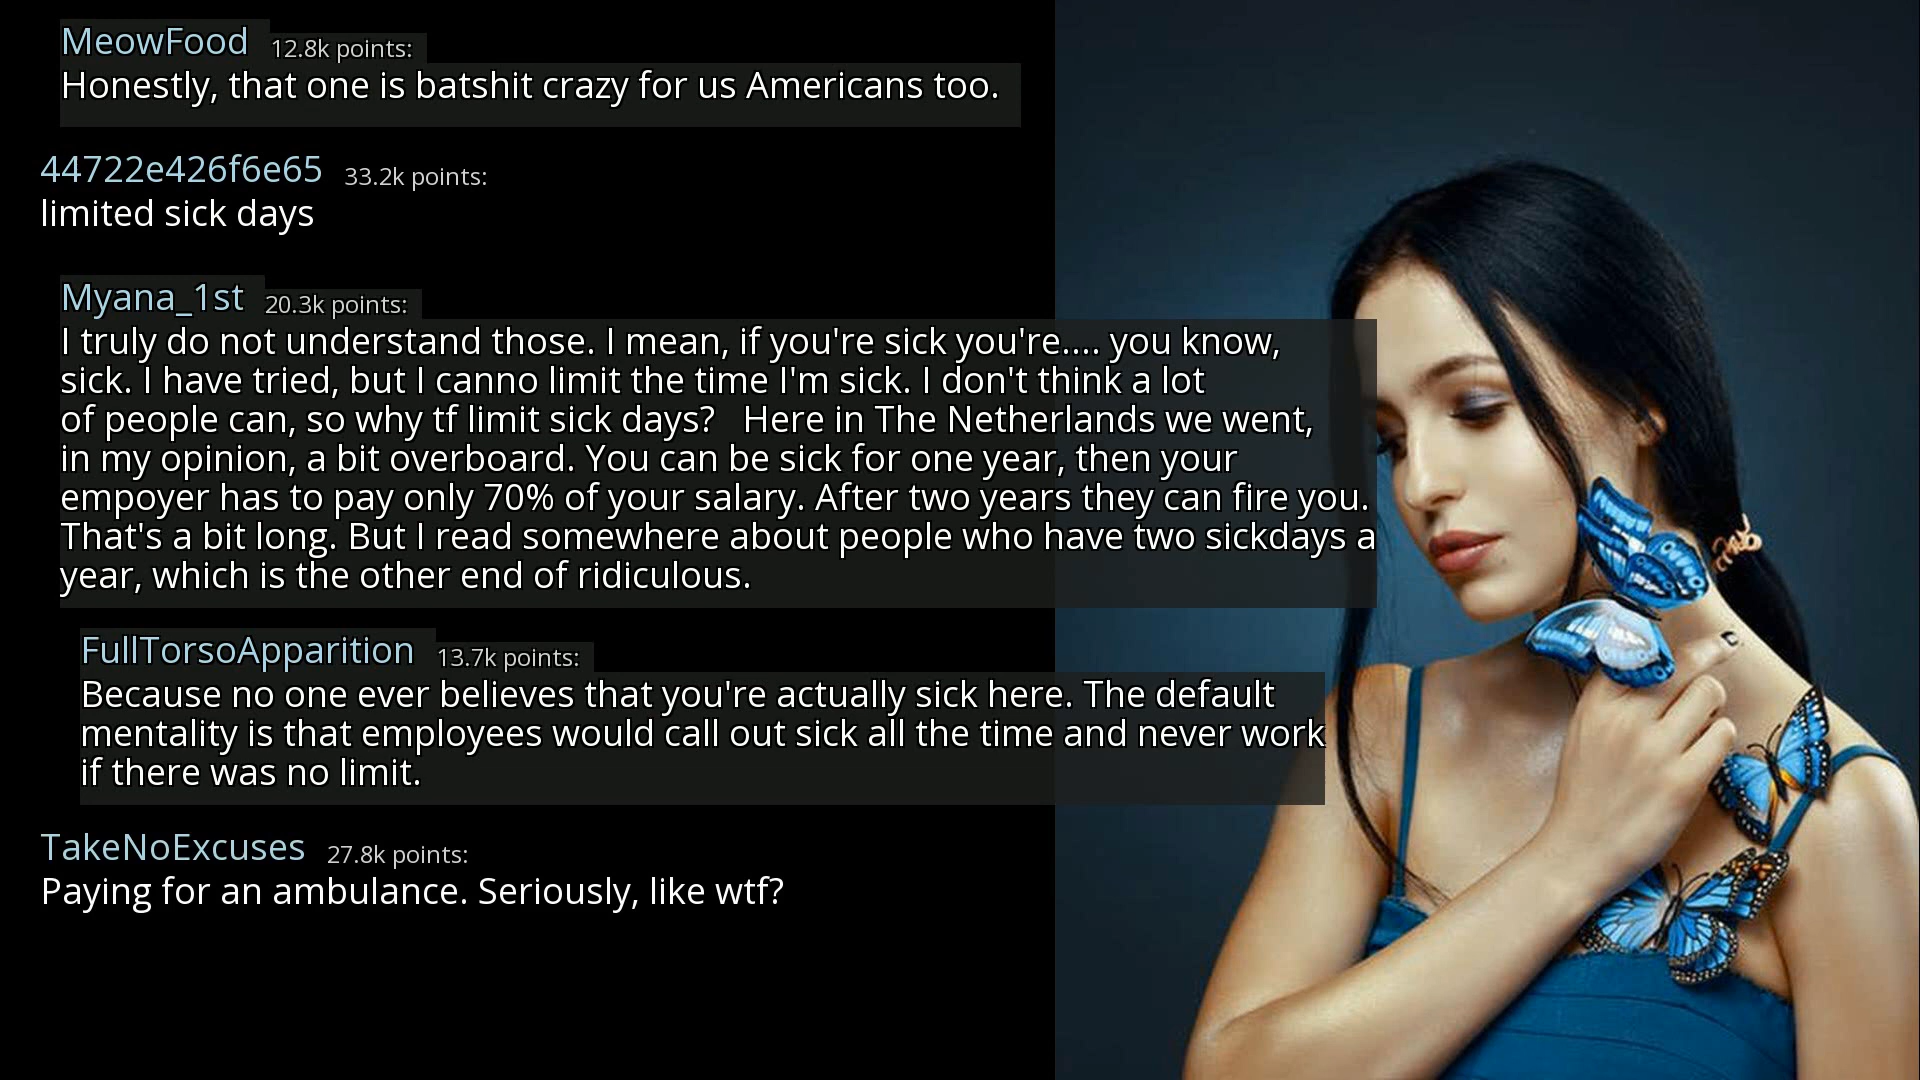 MeowFood 12.8k points:
Honestly, that one is batshit crazy for us Americans too.
44722e426f6e65 33.2k points:
limited sick days
Myana_1st 20.3k points:
I truly do not understand those. I mean, if you're sick you're.... you know,
sick. I have tried, but I canno limit the time I'm sick. I don't think a lot
of people can, so why tf limit sick days?   Here in The Netherlands we went,
in my opinion, a bit overboard. You can be sick for one year, then your
empoyer has to pay only 70% of your salary. After two years they can fire you.
That's a bit long. But I read somewhere about people who have two sickdays a
year, which is the other end of ridiculous.
FullTorsoApparition 13.7k points:
Because no one ever believes that you're actually sick here. The default
mentality is that employees would call out sick all the time and never work
if there was no limit.
TakeNoExcuses 27.8k points:
Paying for an ambulance. Seriously, like wtf?